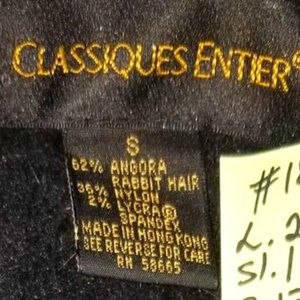 CLASSIQUES ENTIER®
S
62% ANGORA
RABBIT HAIR
36% NYLON
2% LYCRA®
SPANDEX
MADE IN HONG KONG
SEE REVERSE FOR CARE
RN 58665
#18
L. 2
Sl. 1